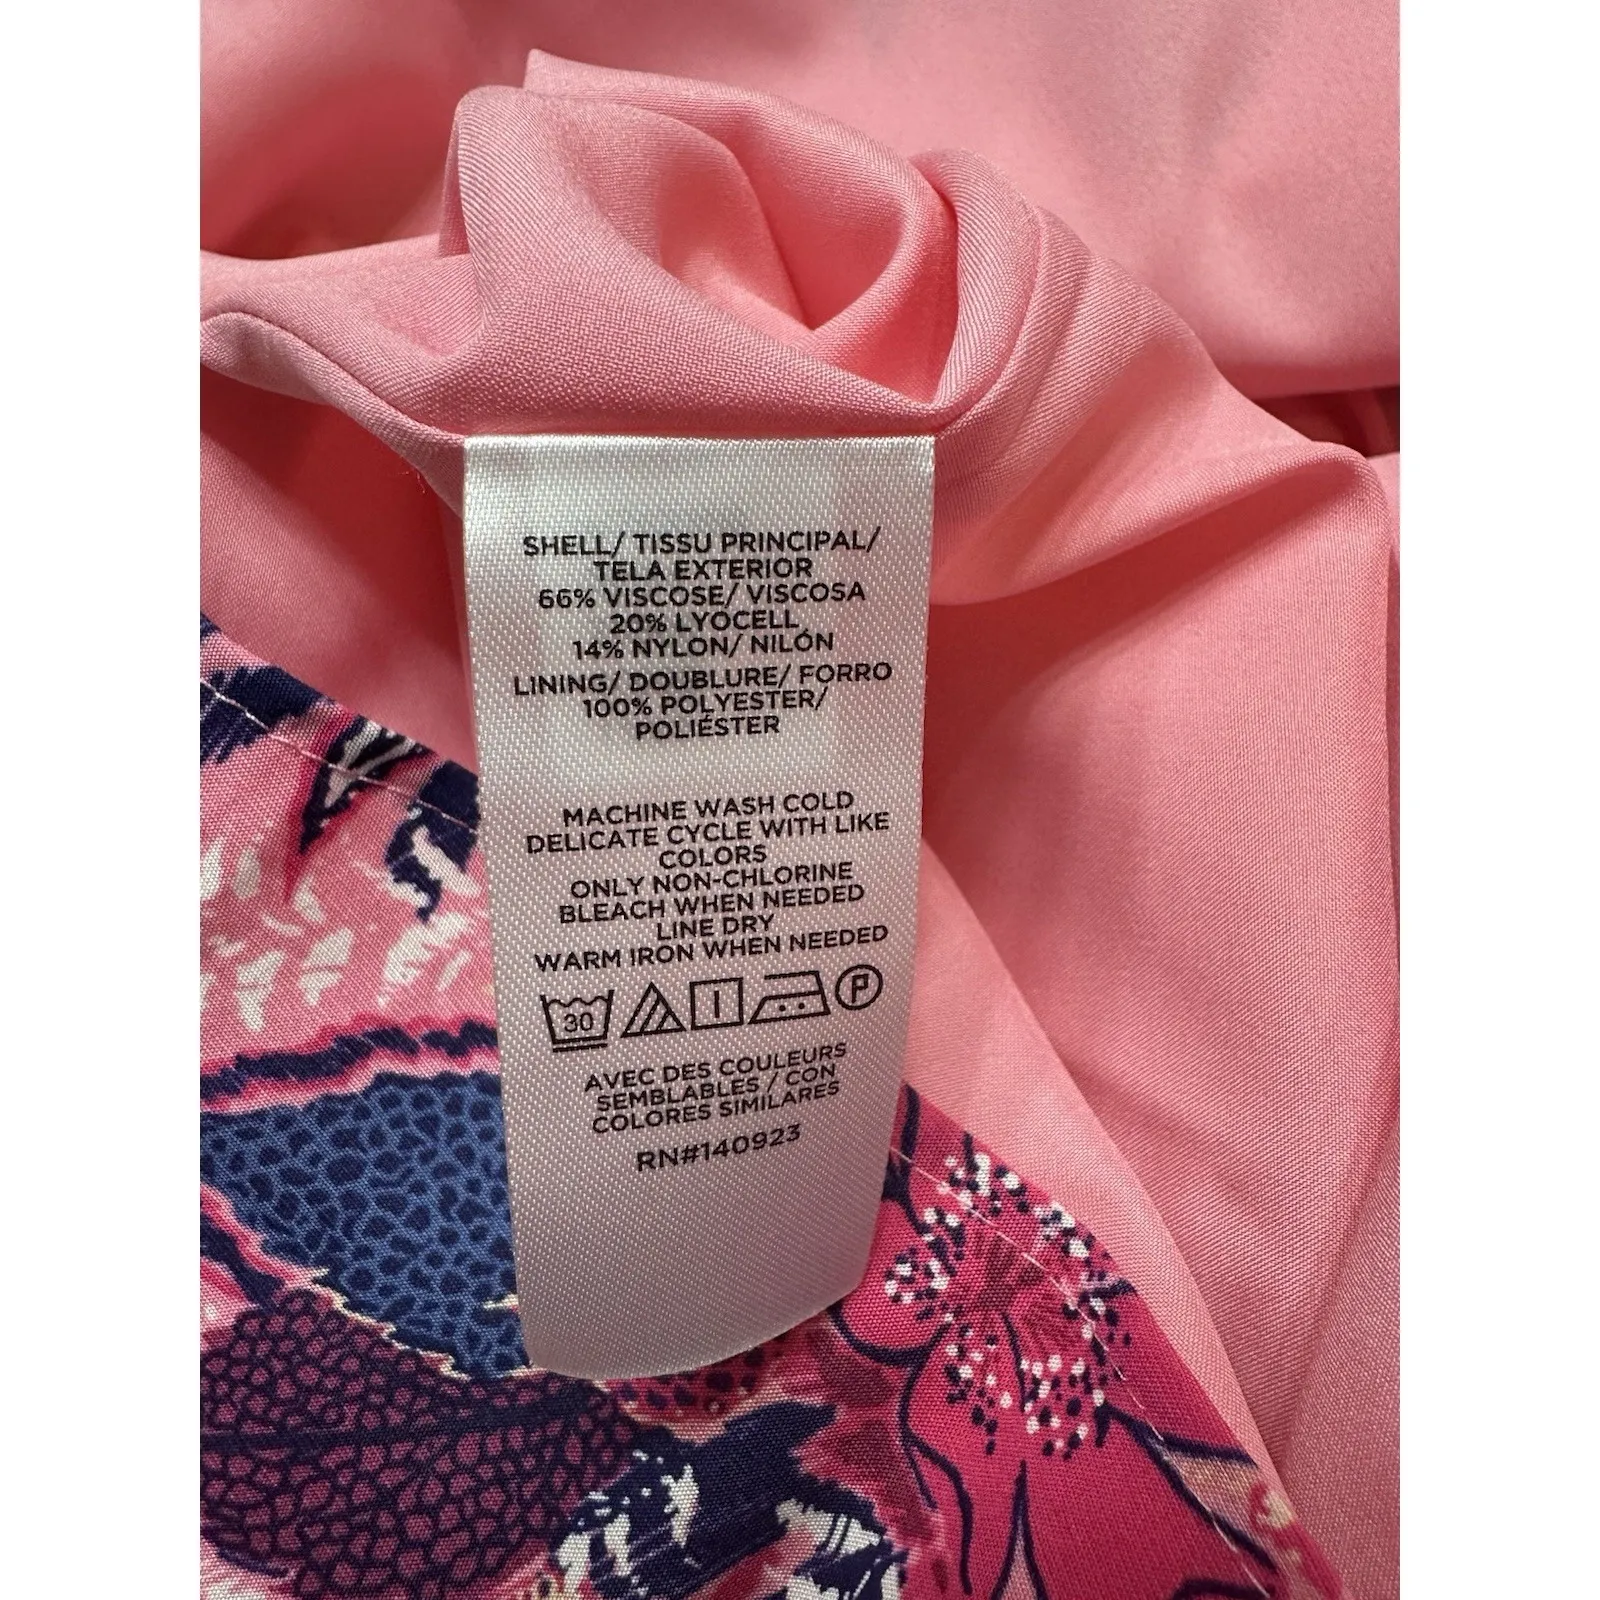 SHELL/ TISSU PRINCIPAL/
TELA EXTERIOR
66% VISCOSE/ VISCOSA
20% LYOCELL
14% NYLON/ NILÓN
LINING/ DOUBLURE/ FORRO
100% POLYESTER/
POLIÉSTER
MACHINE WASH COLD
DELICATE CYCLE WITH LIKE
COLORS
ONLY NON-CHLORINE
BLEACH WHEN NEEDED
LINE DRY
WARM IRON WHEN NEEDED
30 P
AVEC DES COULEURS
SEMBLABLES / CON
COLORES SIMILARES
RN#140923